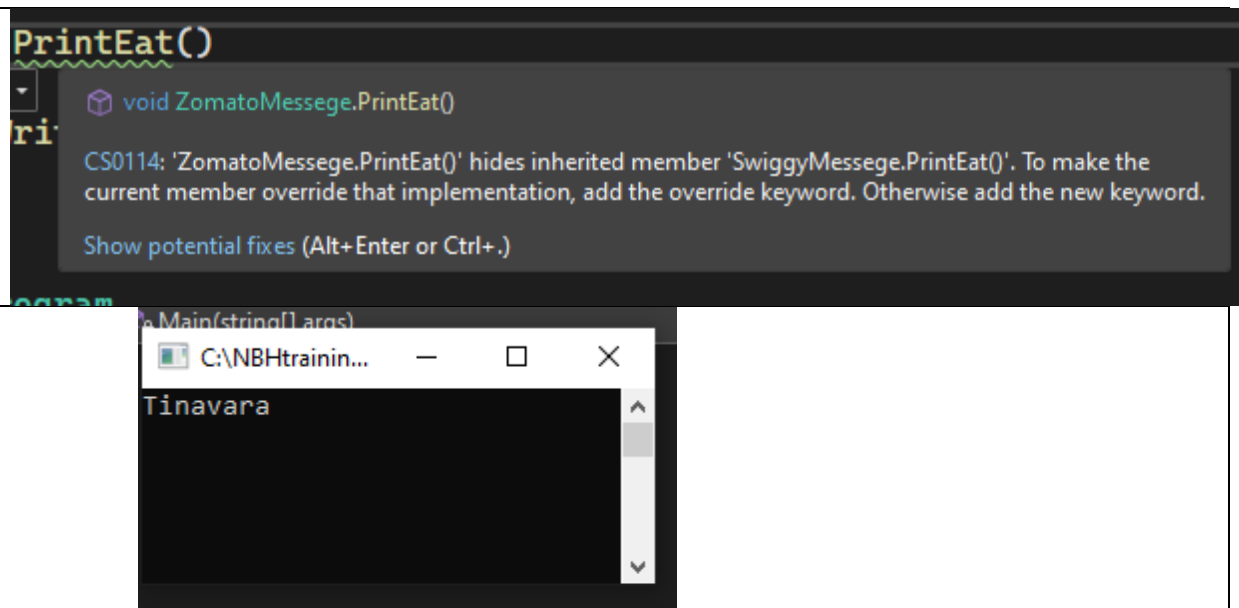 PrintEat()
void ZomatoMessege.PrintEat()
Wri
CS0114: 'ZomatoMessege.PrintEat()' hides inherited member 'SwiggyMessege.PrintEat()'. To make the
current member override that implementation, add the override keyword. Otherwise add the new keyword.
Show potential fixes (Alt+Enter or Ctrl+.)
ogram
Main(string[] args)
C:\NBHtrainin...
Tinavara